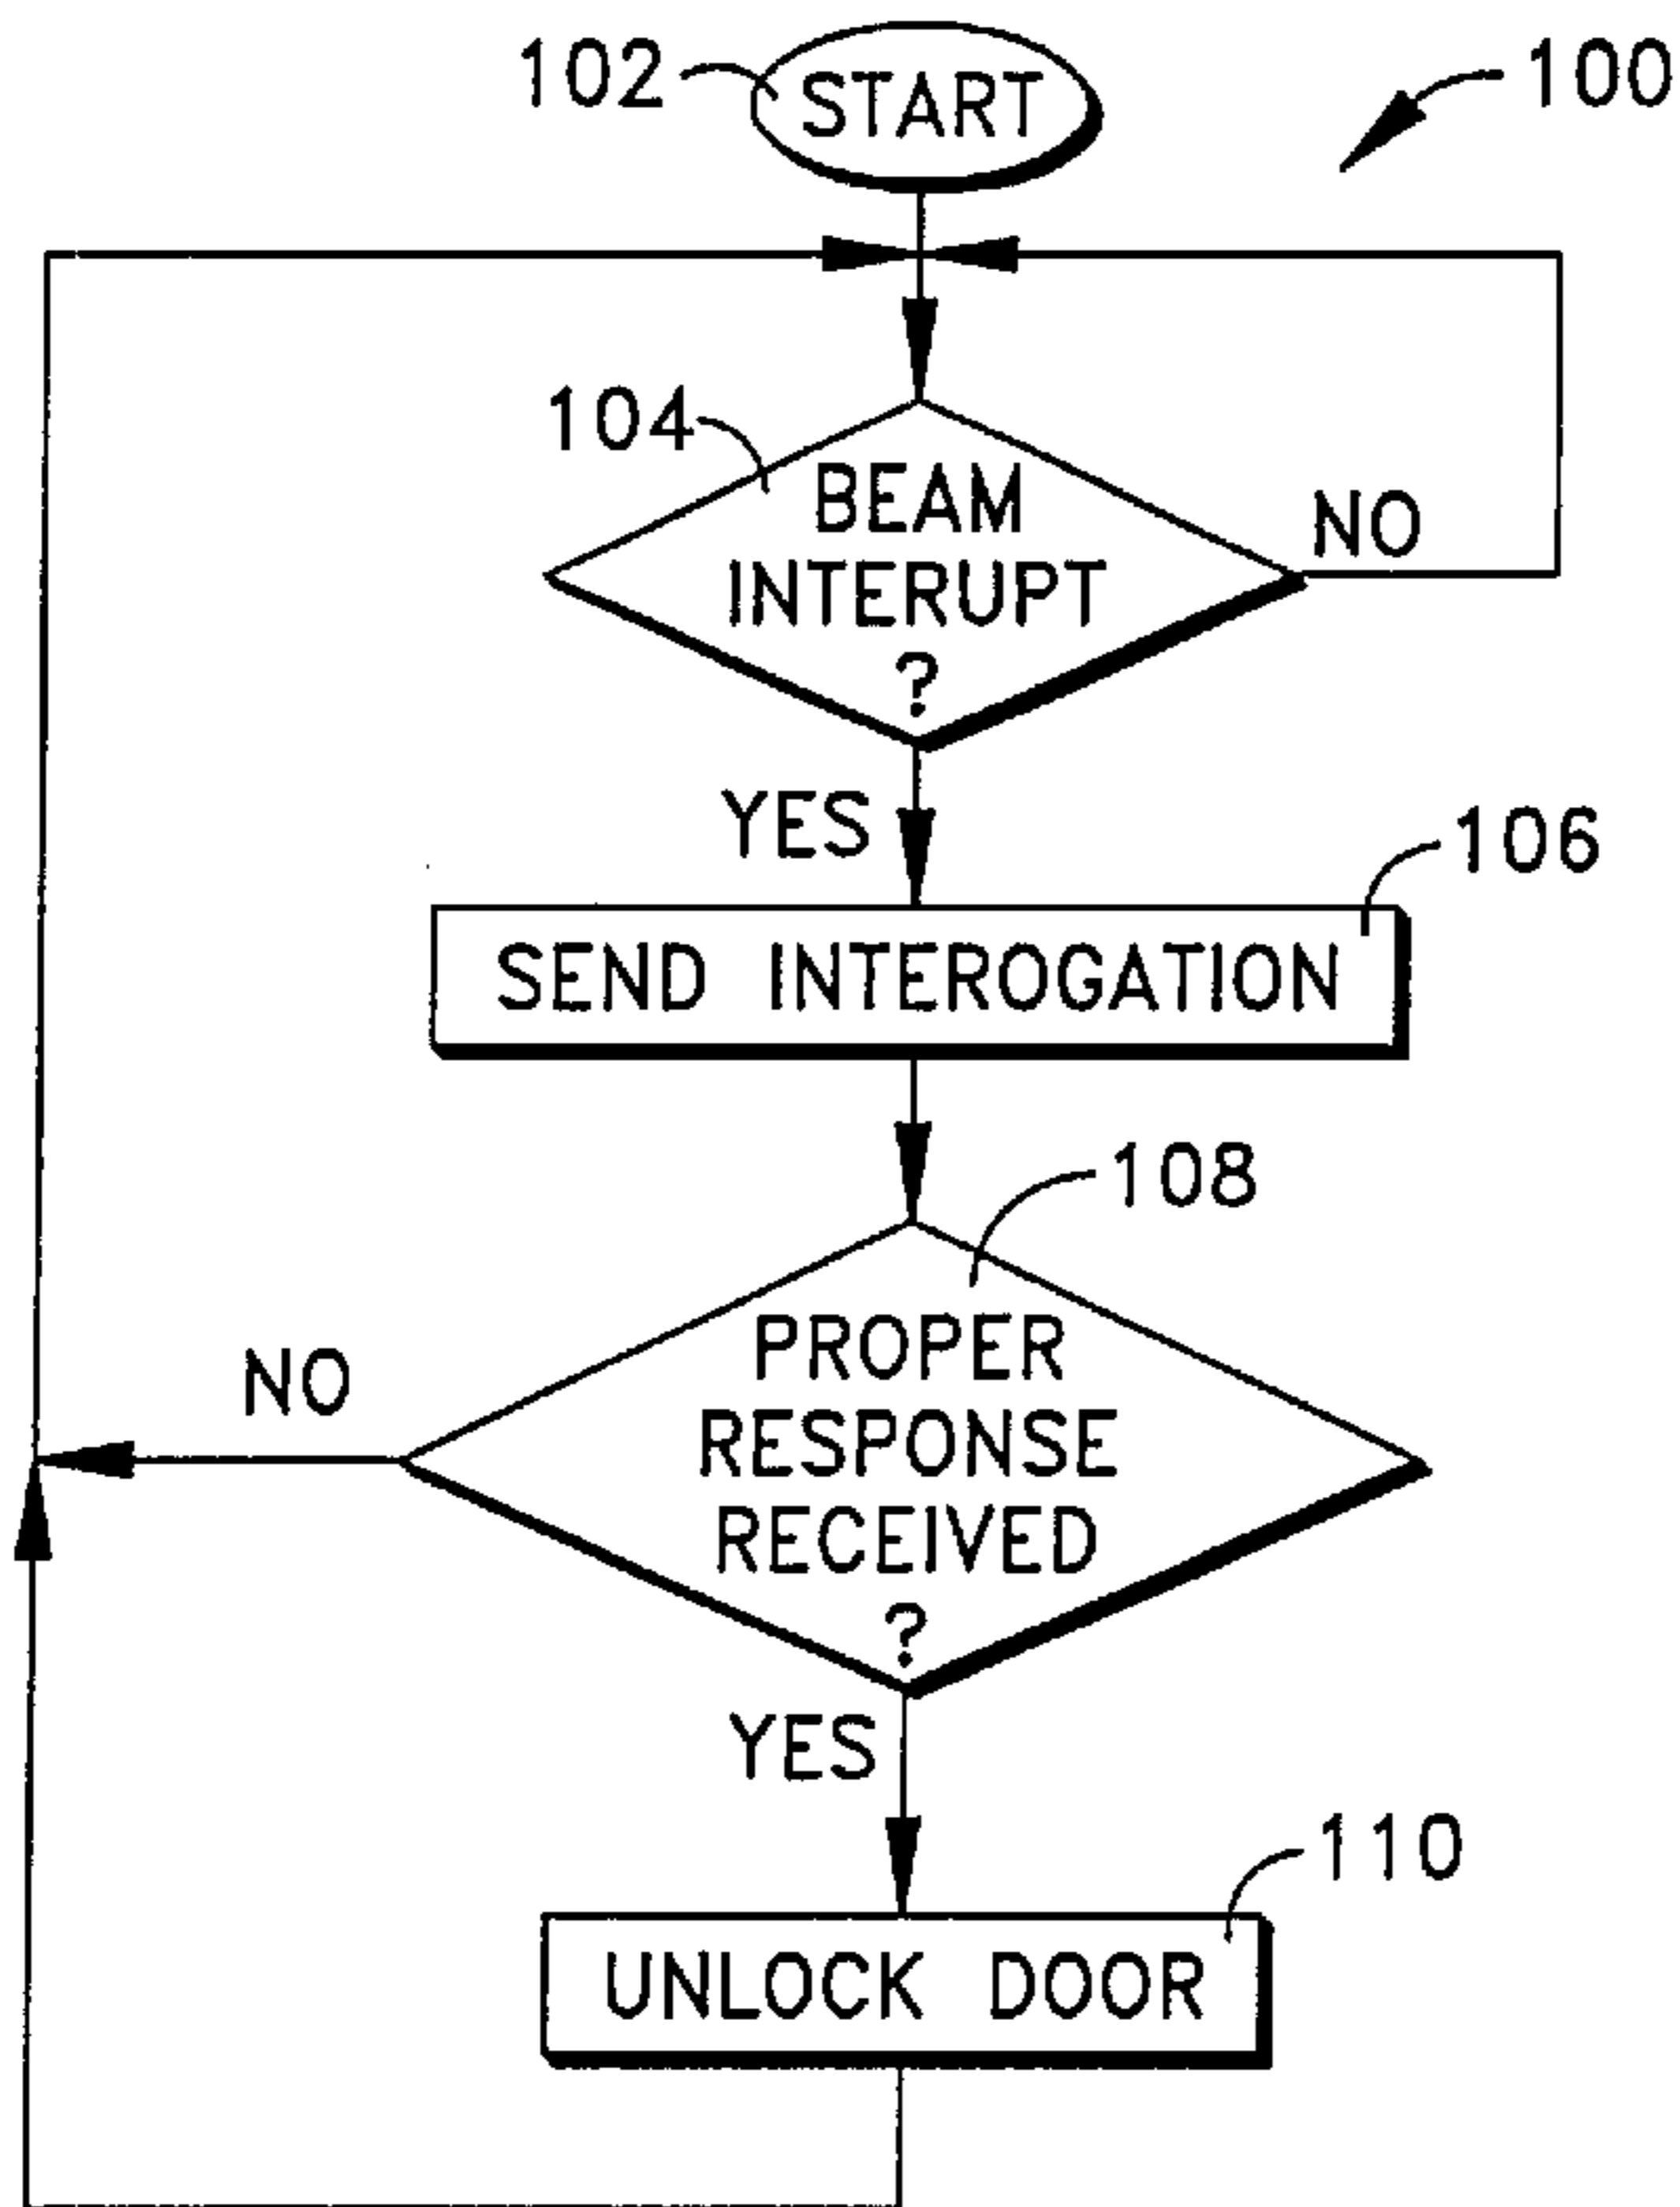 102
START
100
104
BEAM
INTERUPT
?
NO
YES
106
SEND INTEROGATION
108
PROPER
RESPONSE
RECEIVED
?
NO
YES
110
UNLOCK DOOR